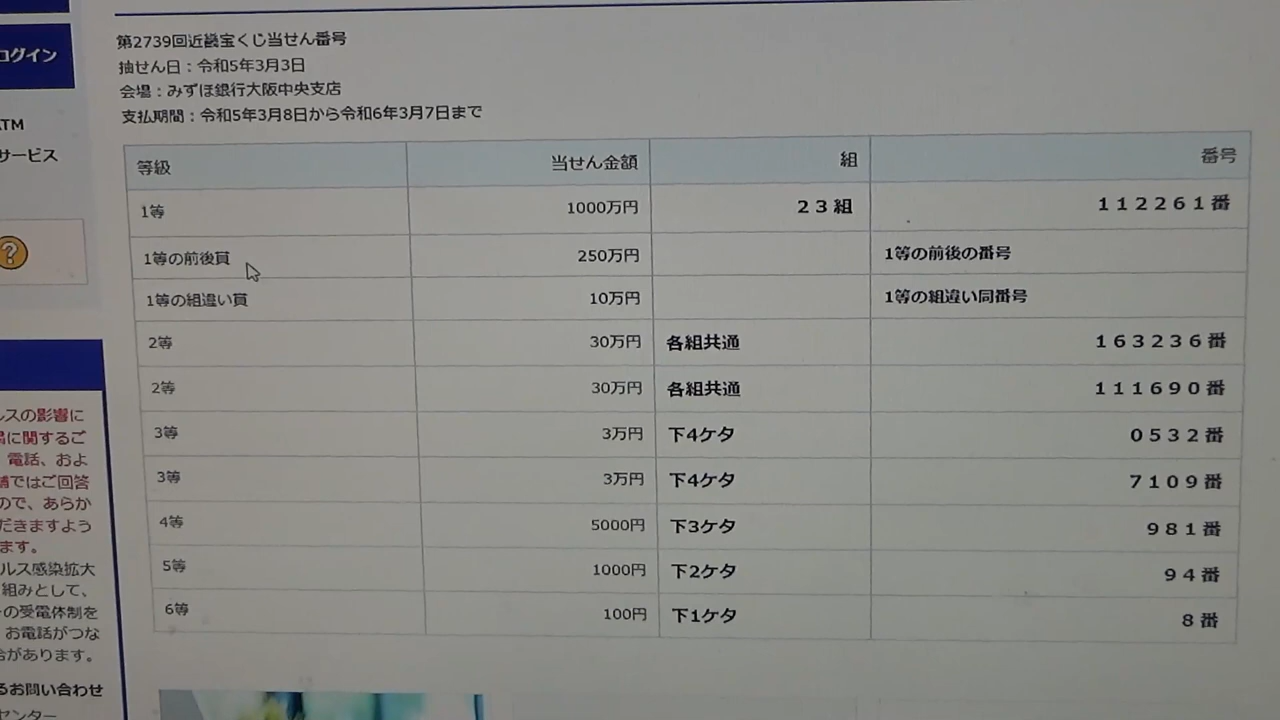 ログイン
ATM
サービス
?
スの影響に
に関するご
電話、およ
舗ではご回答
ので、あらか
だきますよう
ます。
ルス感染拡大
組みとして、
の受電体制を
お電話がつな
合があります。
るお問い合わせ
センター
第2739回近畿宝くじ当せん番号
抽せん日：令和5年3月3日
会場：みずほ銀行大阪中央支店
支払期間：令和5年3月8日から令和6年3月7日まで
等級 当せん金額 組 番号
1等 1000万円 23組 112261番
1等の前後賞 250万円 1等の前後の番号
1等の組違い賞 10万円 1等の組違い同番号
2等 30万円 各組共通 163236番
2等 30万円 各組共通 111690番
3等 3万円 下4ケタ 0532番
3等 3万円 下4ケタ 7109番
4等 5000円 下3ケタ 981番
5等 1000円 下2ケタ 94番
6等 100円 下1ケタ 8番